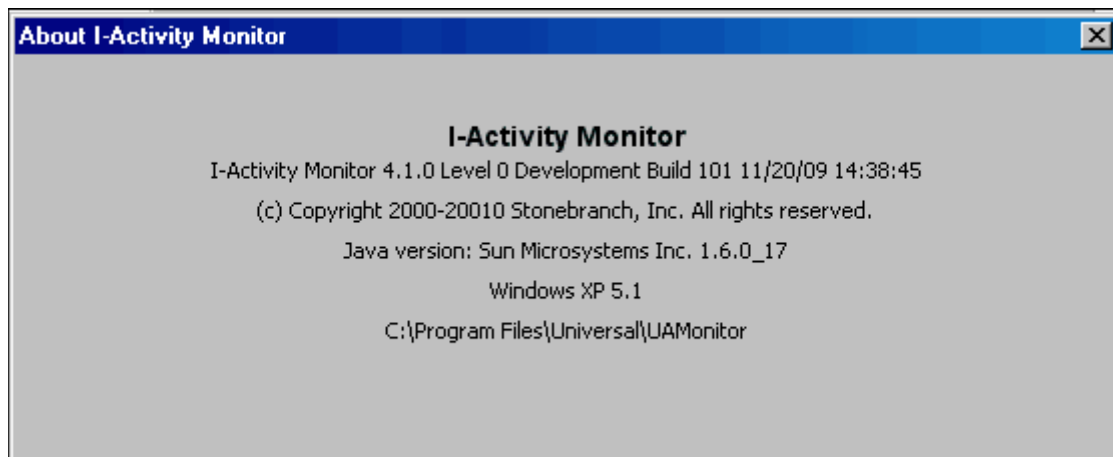 About I-Activity Monitor
I-Activity Monitor
I-Activity Monitor 4.1.0 Level 0 Development Build 101 11/20/09 14:38:45
(c) Copyright 2000-20010 Stonebranch, Inc. All rights reserved.
Java version: Sun Microsystems Inc. 1.6.0_17
Windows XP 5.1
C:\Program Files\Universal\UAMonitor